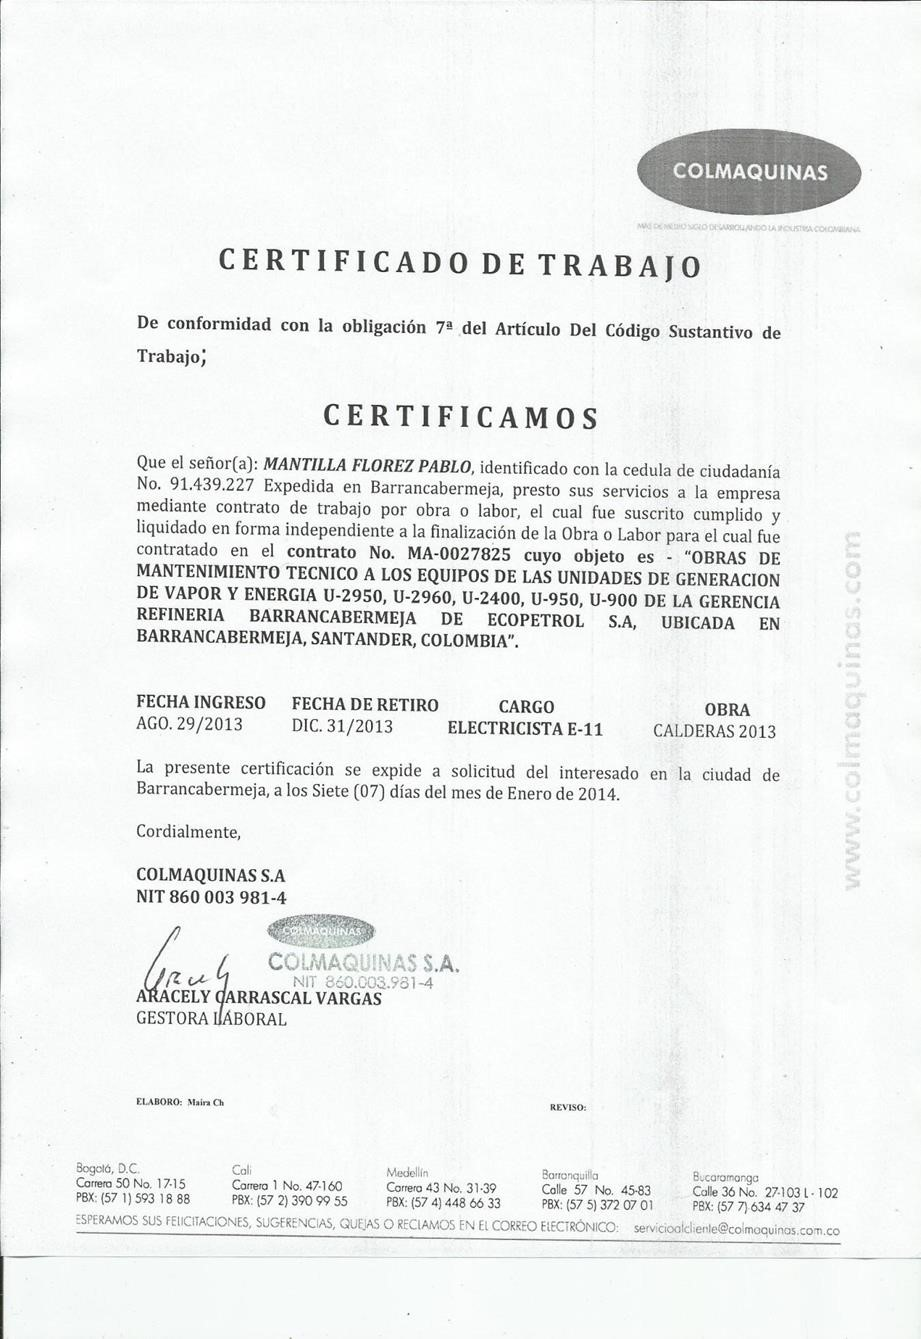 COLMAQUINAS
MAS DE MEDIO SIGLO DESARROLLANDO LA INDUSTRIA COLOMBIANA
CERTIFICADO DE TRABAJO
De conformidad con la obligación 7ª del Artículo Del Código Sustantivo de
Trabajo;
CERTIFICAMOS
Que el señor(a): MANTILLA FLOREZ PABLO, identificado con la cedula de ciudadanía
No. 91.439.227 Expedida en Barrancabermeja, presto sus servicios a la empresa
mediante contrato de trabajo por obra o labor, el cual fue suscrito cumplido y
liquidado en forma independiente a la finalización de la Obra o Labor para el cual fue
contratado en el contrato No. MA-0027825 cuyo objeto es - "OBRAS DE
MANTENIMIENTO TECNICO A LOS EQUIPOS DE LAS UNIDADES DE GENERACION
DE VAPOR Y ENERGIA U-2950, U-2960, U-2400, U-950, U-900 DE LA GERENCIA
REFINERIA BARRANCABERMEJA DE ECOPETROL S.A, UBICADA EN
BARRANCABERMEJA, SANTANDER, COLOMBIA".
FECHA INGRESO FECHA DE RETIRO CARGO OBRA
AGO. 29/2013 DIC. 31/2013 ELECTRICISTA E-11 CALDERAS 2013
La presente certificación se expide a solicitud del interesado en la ciudad de
Barrancabermeja, a los Siete (07) días del mes de Enero de 2014.
Cordialmente,
COLMAQUINAS S.A
NIT 860 003 981-4
COLMAQUINAS
COLMAQUINAS S.A.
NIT 860.003.981-4
ARACELY CARRASCAL VARGAS
GESTORA LABORAL
ELABORO: Maira Ch
REVISO:
www.colmaquinas.com
Bogotá, D.C. Cali Medellín Barranquilla Bucaramanga
Carrera 50 No. 17-15 Carrera 1 No. 47-160 Carrera 43 No. 31-39 Calle 57 No. 45-83 Calle 36 No. 27-103 L - 102
PBX: (57 1) 593 18 88 PBX: (57 2) 390 99 55 PBX: (57 4) 448 66 33 PBX: (57 5) 372 07 01 PBX: (57 7) 634 47 37
ESPERAMOS SUS FELICITACIONES, SUGERENCIAS, QUEJAS O RECLAMOS EN EL CORREO ELECTRÓNICO: servicioalcliente@colmaquinas.com.co